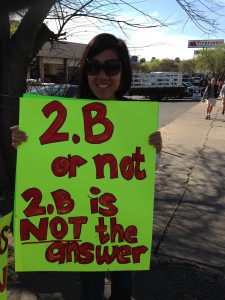 2.B
or not
2.B is
NOT the
answer